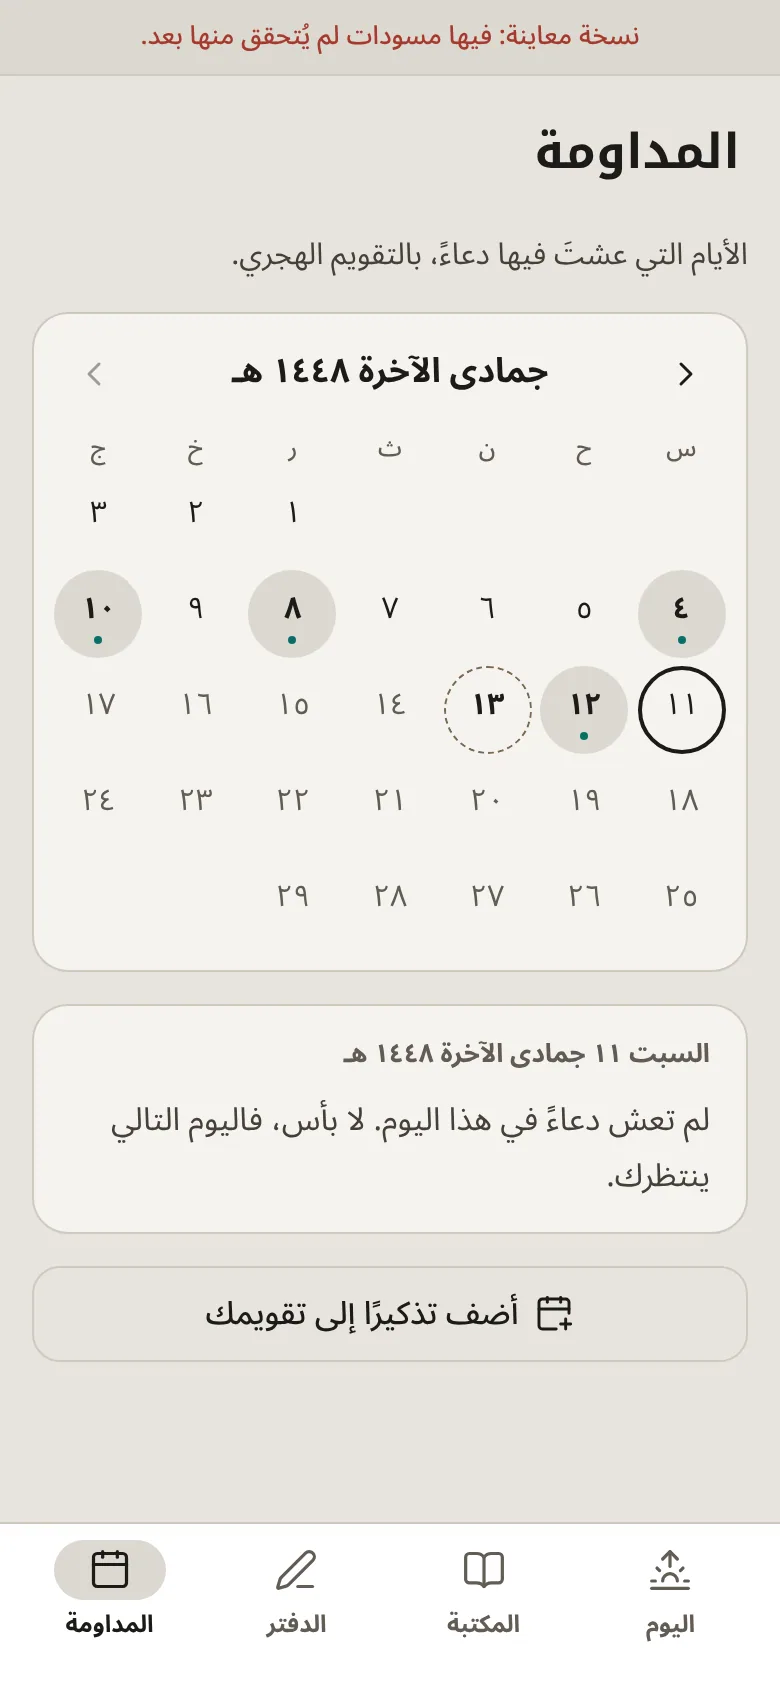 نسخة معاينة: فيها مسودات لم يُتحقق منها بعد.
المداومة
الأيام التي عشتَ فيها دعاءً، بالتقويم الهجري.
جمادى الآخرة ١٤٤٨ هـ
س ح ن ث ر خ ج
١ ٢ ٣
٤ ٥ ٦ ٧ ٨ ٩ ١٠
١١ ١٢ ١٣ ١٤ ١٥ ١٦ ١٧
١٨ ١٩ ٢٠ ٢١ ٢٢ ٢٣ ٢٤
٢٥ ٢٦ ٢٧ ٢٨ ٢٩
السبت ١١ جمادى الآخرة ١٤٤٨ هـ
لم تعش دعاءً في هذا اليوم. لا بأس، فاليوم التالي
ينتظرك.
أضف تذكيرًا إلى تقويمك
اليوم المكتبة الدفتر المداومة